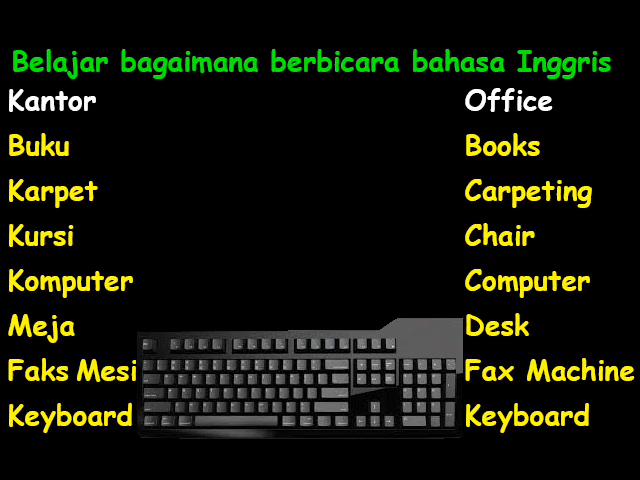 Belajar bagaimana berbicara bahasa Inggris
Kantor Office
Buku Books
Karpet Carpeting
Kursi Chair
Komputer Computer
Meja Desk
Faks Mesi Fax Machine
Keyboard Keyboard